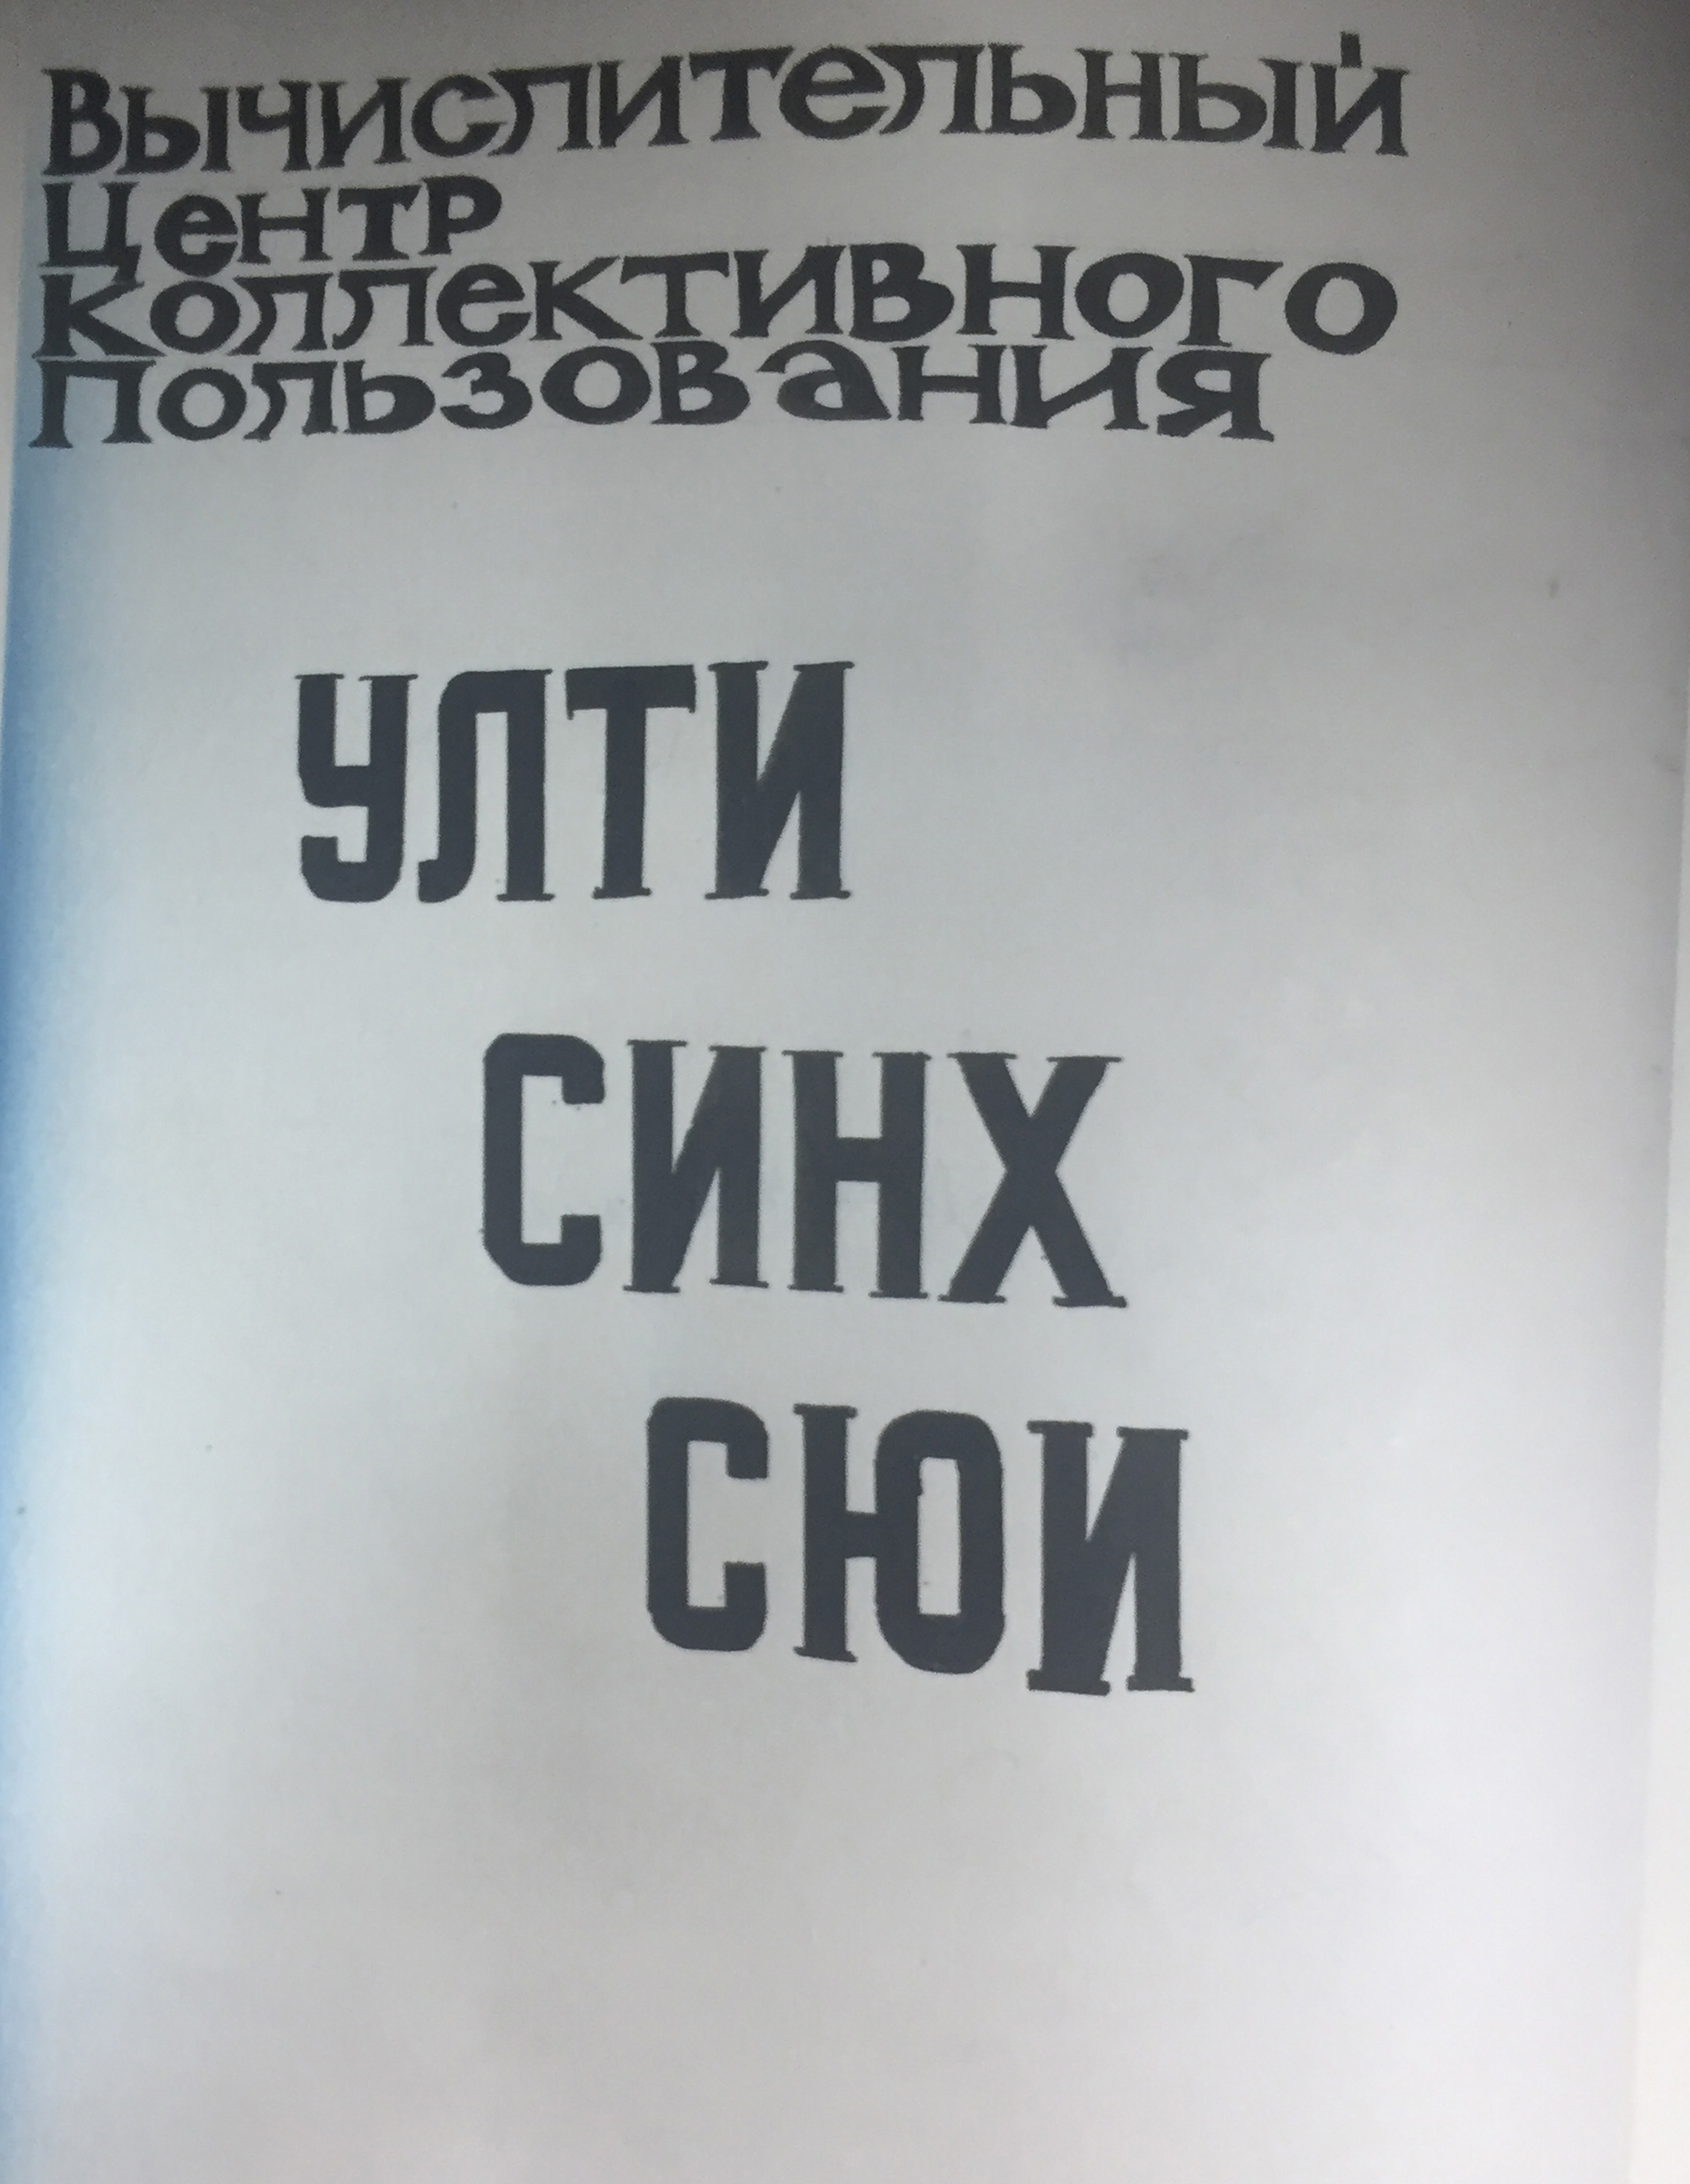 Вычислительный
Центр
Коллективного
Пользования
УЛТИ
СИНХ
СЮИ